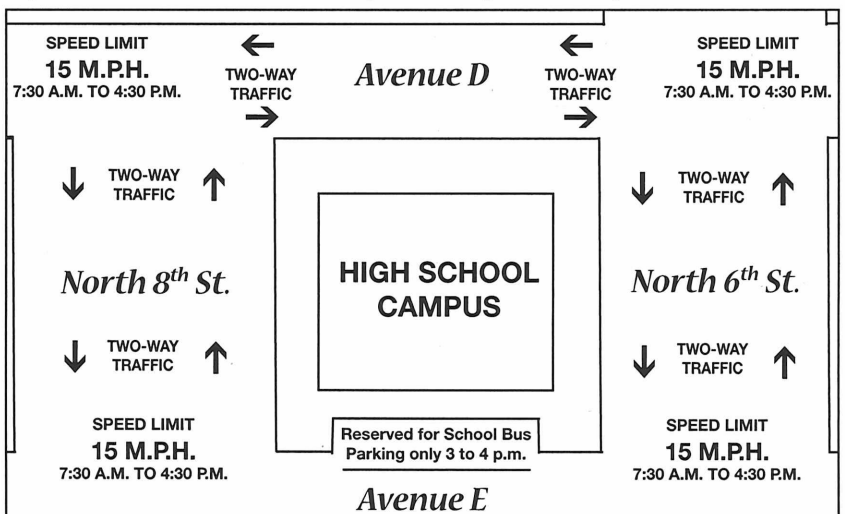 SPEED LIMIT
15 M.P.H.
7:30 A.M. TO 4:30 P.M.
TWO-WAY
TRAFFIC
Avenue D
TWO-WAY
TRAFFIC
SPEED LIMIT
15 M.P.H.
7:30 A.M. TO 4:30 P.M.
TWO-WAY
TRAFFIC
North 8th St.
TWO-WAY
TRAFFIC
SPEED LIMIT
15 M.P.H.
7:30 A.M. TO 4:30 P.M.
HIGH SCHOOL
CAMPUS
Reserved for School Bus
Parking only 3 to 4 p.m.
Avenue E
TWO-WAY
TRAFFIC
North 6th St.
TWO-WAY
TRAFFIC
SPEED LIMIT
15 M.P.H.
7:30 A.M. TO 4:30 P.M.